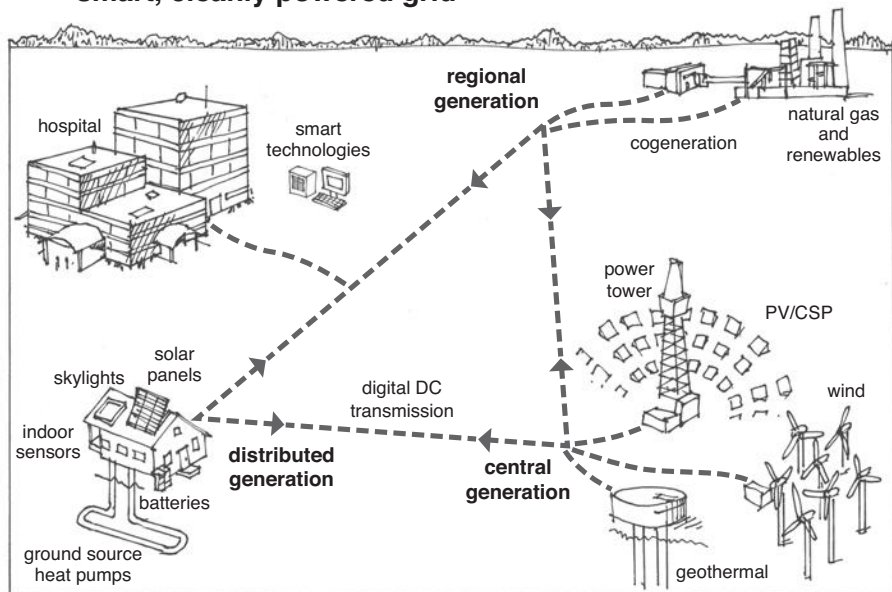 smart, cleanly powered grid
regional
generation
hospital
smart
technologies
cogeneration
natural gas
and
renewables
power
tower
PV/CSP
solar
panels
skylights
digital DC
transmission
wind
indoor
sensors
distributed
generation
central
generation
batteries
ground source
heat pumps
geothermal